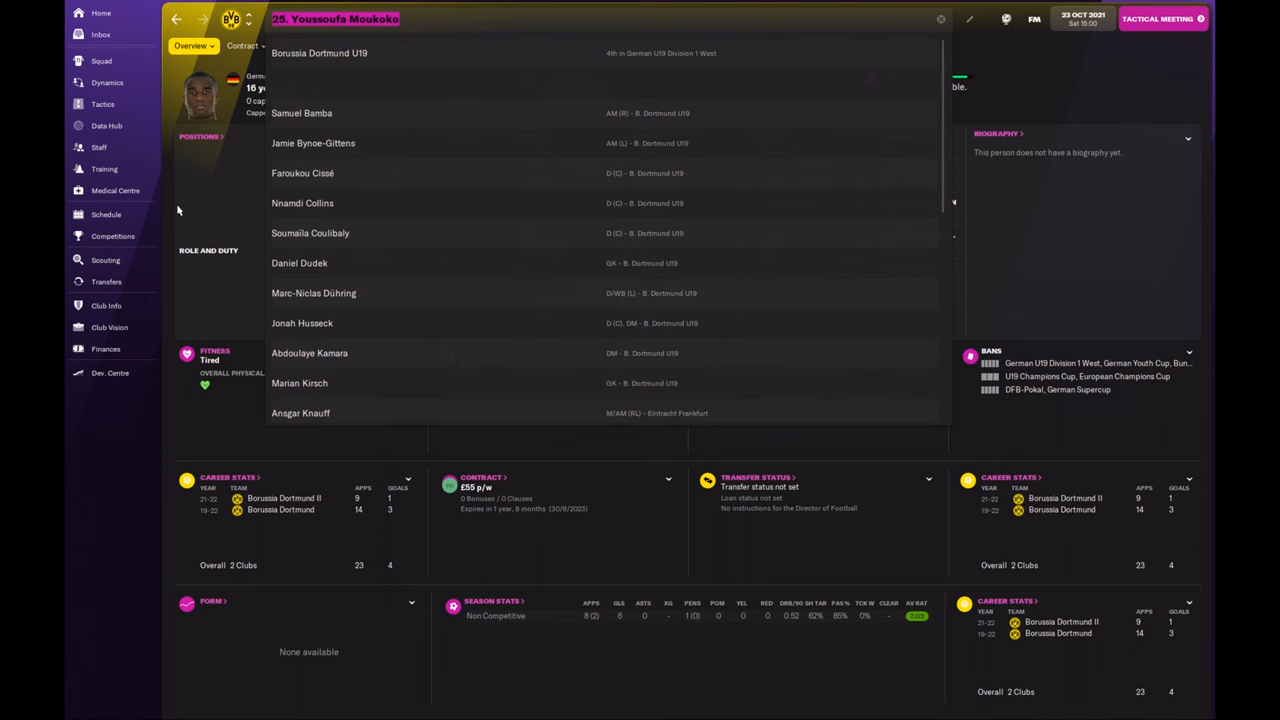 Home
Inbox
Squad
Dynamics
Tactics
Data Hub
Staff
Training
Medical Centre
Schedule
Competitions
Scouting
Transfers
Club Info
Club Vision
Finances
Dev. Centre
BVB 09
25. Youssoufa Moukoko
FM
23 OCT 2021
Sat 15:00
TACTICAL MEETING
Overview
Contract
Germa
16 ye
0 cap
Cappe
ble.
Borussia Dortmund U19 4th in German U19 Division 1 West
Samuel Bamba AM (R) - B. Dortmund U19
Jamie Bynoe-Gittens AM (L) - B. Dortmund U19
Faroukou Cissé D (C) - B. Dortmund U19
Nnamdi Collins D (C) - B. Dortmund U19
Soumaïla Coulibaly D (C) - B. Dortmund U19
Daniel Dudek GK - B. Dortmund U19
Marc-Niclas Dühring D/WB (L) - B. Dortmund U19
Jonah Husseck D (C), DM - B. Dortmund U19
Abdoulaye Kamara DM - B. Dortmund U19
Marian Kirsch GK - B. Dortmund U19
Ansgar Knauff M/AM (RL) - Eintracht Frankfurt
POSITIONS >
ROLE AND DUTY
BIOGRAPHY >
This person does not have a biography yet.
FITNESS
Tired
OVERALL PHYSICAL
BANS
German U19 Division 1 West, German Youth Cup, Bun...
U19 Champions Cup, European Champions Cup
DFB-Pokal, German Supercup
CAREER STATS >
YEAR TEAM APPS GOALS
21-22 Borussia Dortmund II 9 1
19-22 Borussia Dortmund 14 3
Overall 2 Clubs 23 4
CONTRACT >
£55 p/w
0 Bonuses / 0 Clauses
Expires in 1 year, 8 months (30/6/2023)
TRANSFER STATUS >
Transfer status not set
Loan status not set
No instructions for the Director of Football
CAREER STATS >
YEAR TEAM APPS GOALS
21-22 Borussia Dortmund II 9 1
19-22 Borussia Dortmund 14 3
Overall 2 Clubs 23 4
FORM >
None available
SEASON STATS > APPS GLS ASTS XG PENS POM YEL RED DRB/90 SH TAR PAS % TCK W CLEAR AV RAT
Non Competitive 8 (2) 6 0 - 1 (0) 0 0 0 0.52 62% 85% 0% - 7.02
CAREER STATS >
YEAR TEAM APPS GOALS
21-22 Borussia Dortmund II 9 1
19-22 Borussia Dortmund 14 3
Overall 2 Clubs 23 4